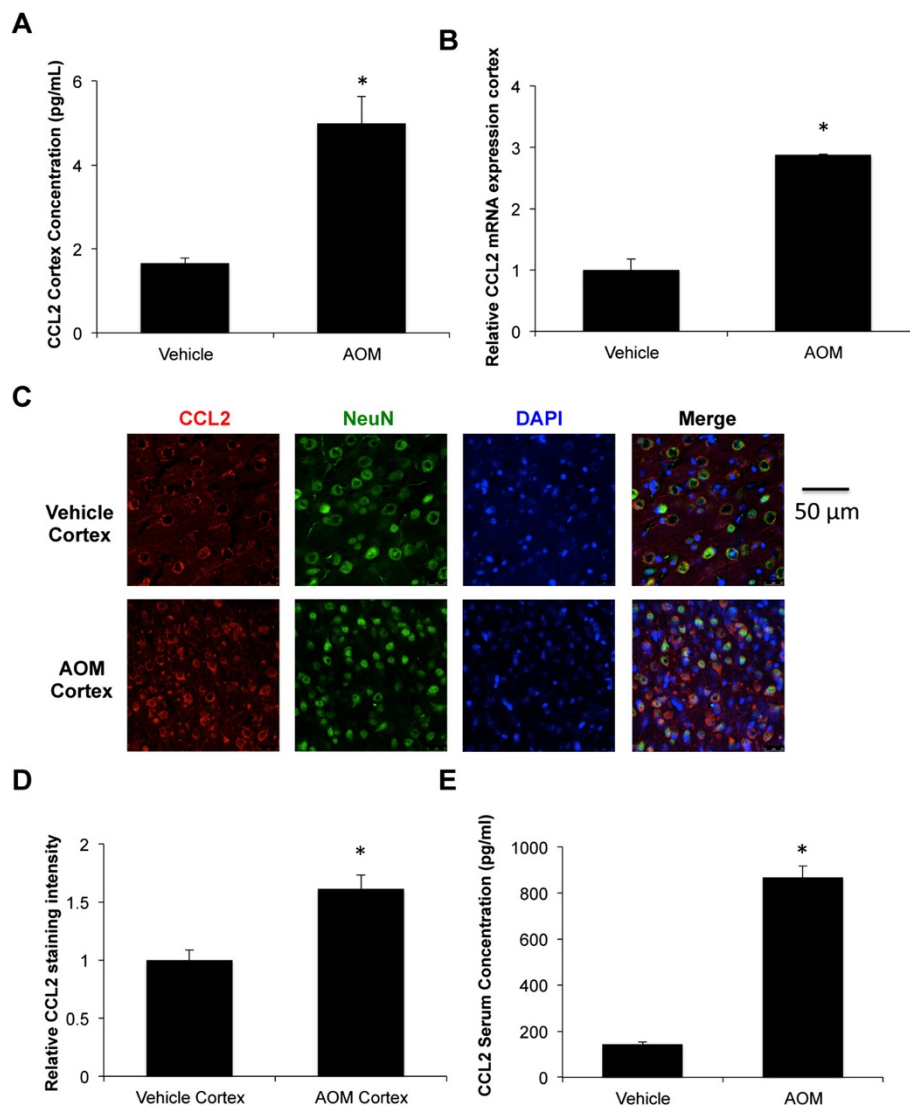 A
CCL2 Cortex Concentration (pg/mL)
6
4
2
0
*
Vehicle
AOM
B
Relative CCL2 mRNA expression cortex
4
3
2
1
0
*
Vehicle
AOM
C
CCL2
NeuN
DAPI
Merge
Vehicle
Cortex
50 µm
AOM
Cortex
D
Relative CCL2 staining intensity
2
1.5
1
0.5
0
*
Vehicle Cortex
AOM Cortex
E
CCL2 Serum Concentration (pg/ml)
1000
800
600
400
200
0
*
Vehicle
AOM